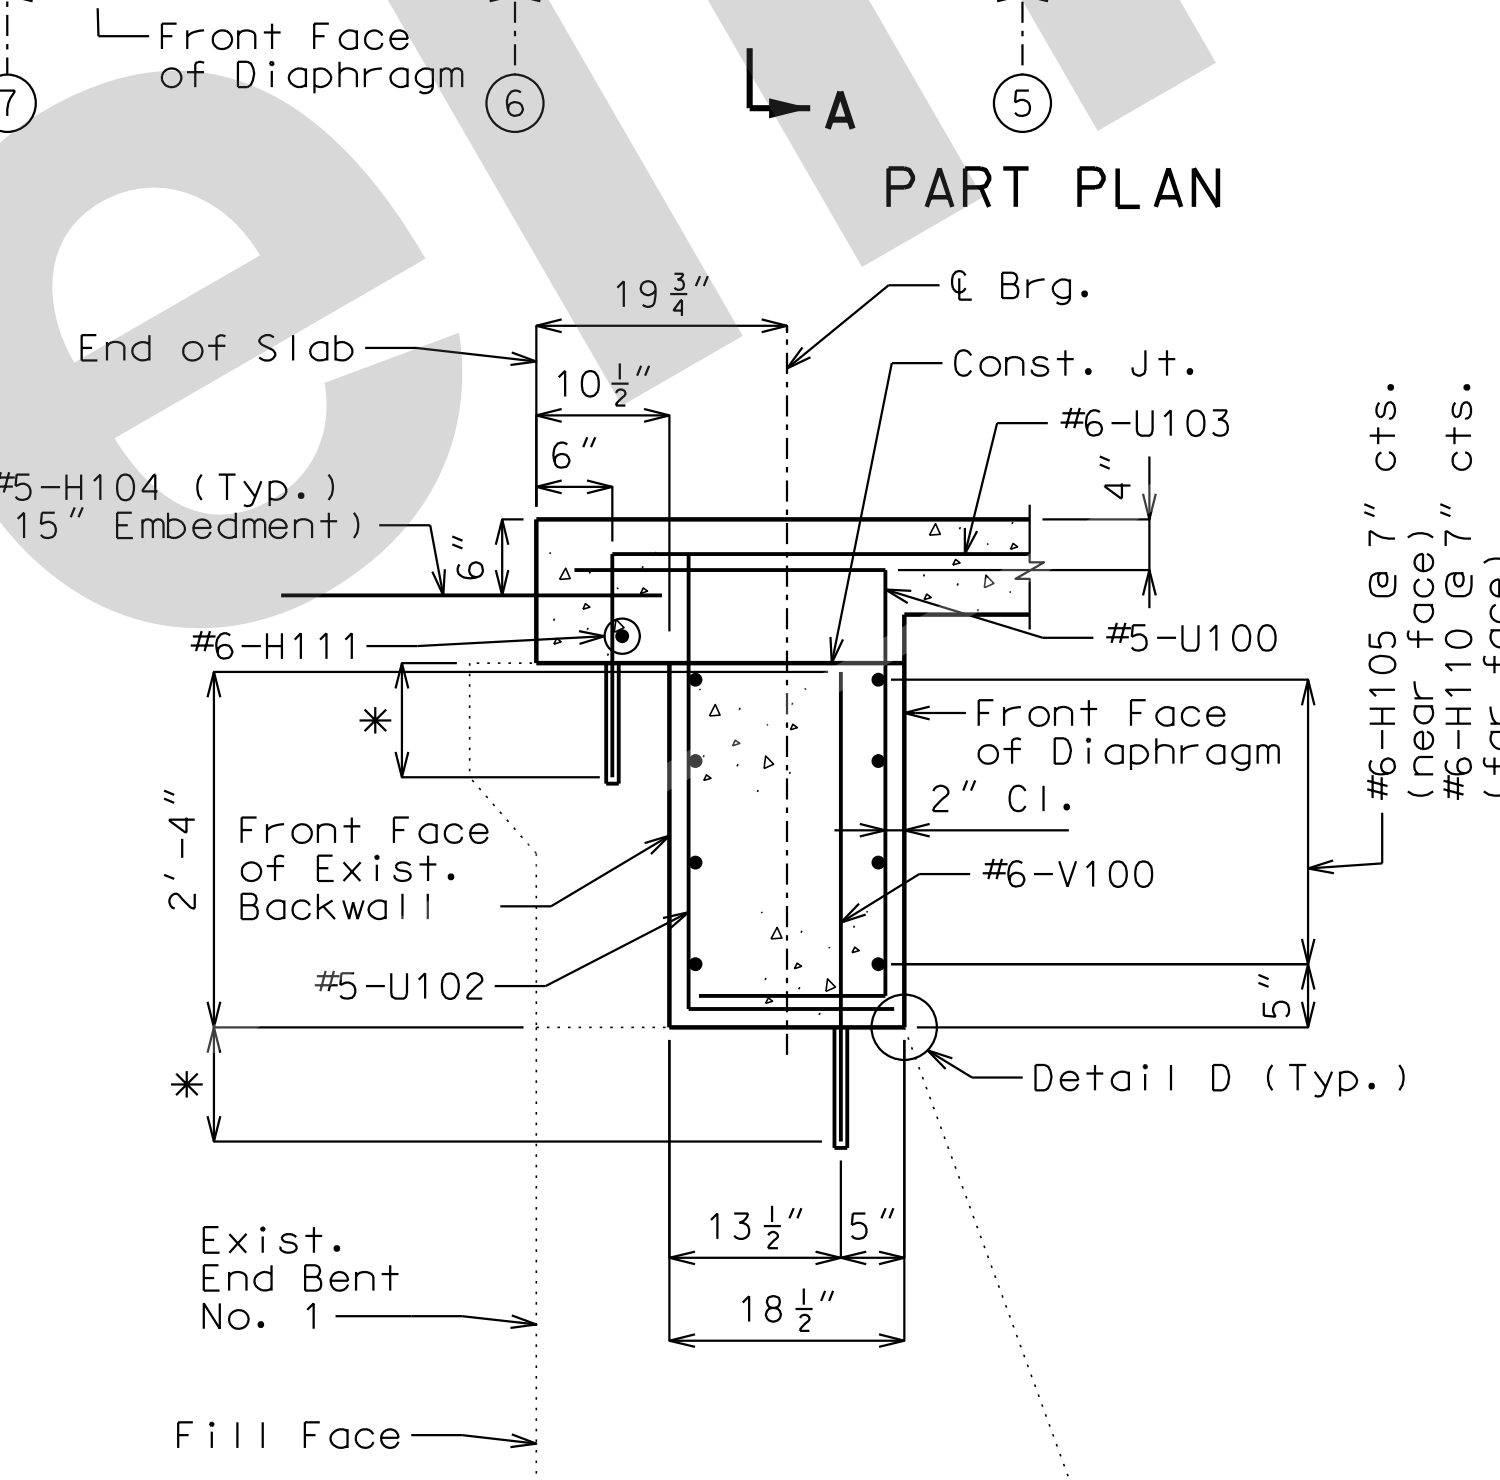 Front Face
of Diaphragm
7
6
5
A
PART PLAN
19 3/4"
℄ Brg.
End of Slab
10 1/2"
Const. Jt.
#6-U103
6"
4"
#5-H104 (Typ.)
15" Embedment)
6"
#6-H111
#5-U100
#6-H105 @ 7" cts.
(near face)
#6-H110 @ 7" cts.
(far face)
*
Front Face
of Diaphragm
2" Cl.
2'-4"
Front Face
of Exist.
Backwall
#6-V100
#5-U102
5"
*
Detail D (Typ.)
13 1/2"
5"
18 1/2"
Exist.
End Bent
No. 1
Fill Face